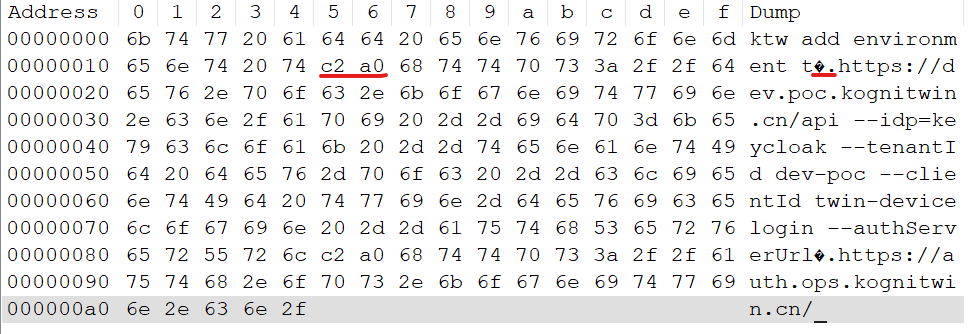 Address 0 1 2 3 4 5 6 7 8 9 a b c d e f Dump
00000000 6b 74 77 20 61 64 64 20 65 6e 76 69 72 6f 6e 6d ktw add environm
00000010 65 6e 74 20 74 c2 a0 68 74 74 70 73 3a 2f 2f 64 ent t�.https://d
00000020 65 76 2e 70 6f 63 2e 6b 6f 67 6e 69 74 77 69 6e ev.poc.kognitwin
00000030 2e 63 6e 2f 61 70 69 20 2d 2d 69 64 70 3d 6b 65 .cn/api --idp=ke
00000040 79 63 6c 6f 61 6b 20 2d 2d 74 65 6e 61 6e 74 49 ycloak --tenantI
00000050 64 20 64 65 76 2d 70 6f 63 20 2d 2d 63 6c 69 65 d dev-poc --clie
00000060 6e 74 49 64 20 74 77 69 6e 2d 64 65 76 69 63 65 ntId twin-device
00000070 6c 6f 67 69 6e 20 2d 2d 61 75 74 68 53 65 72 76 login --authServ
00000080 65 72 55 72 6c c2 a0 68 74 74 70 73 3a 2f 2f 61 erUrl�.https://a
00000090 75 74 68 2e 6f 70 73 2e 6b 6f 67 6e 69 74 77 69 uth.ops.kognitwi
000000a0 6e 2e 63 6e 2f n.cn/